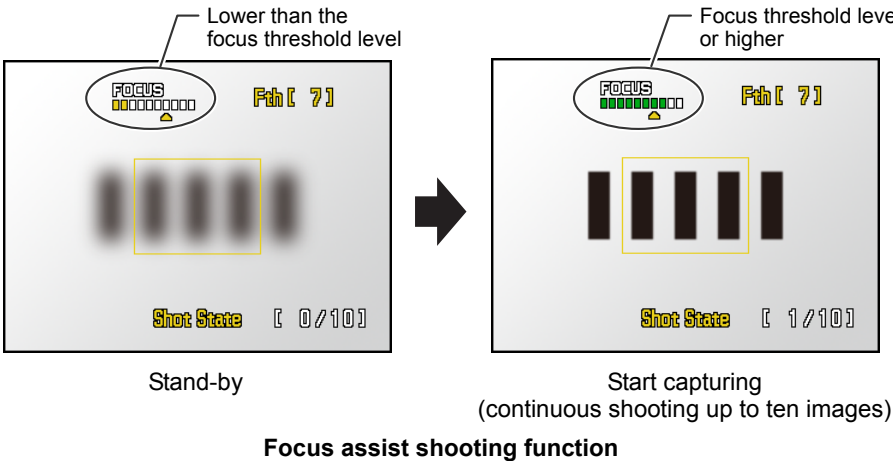 Lower than the
focus threshold level
FOCUS
Fth [ 7]
Shot State [ 0/10]
Stand-by
Focus threshold leve
or higher
FOCUS
Fth [ 7]
Shot State [ 1/10]
Start capturing
(continuous shooting up to ten images)
Focus assist shooting function